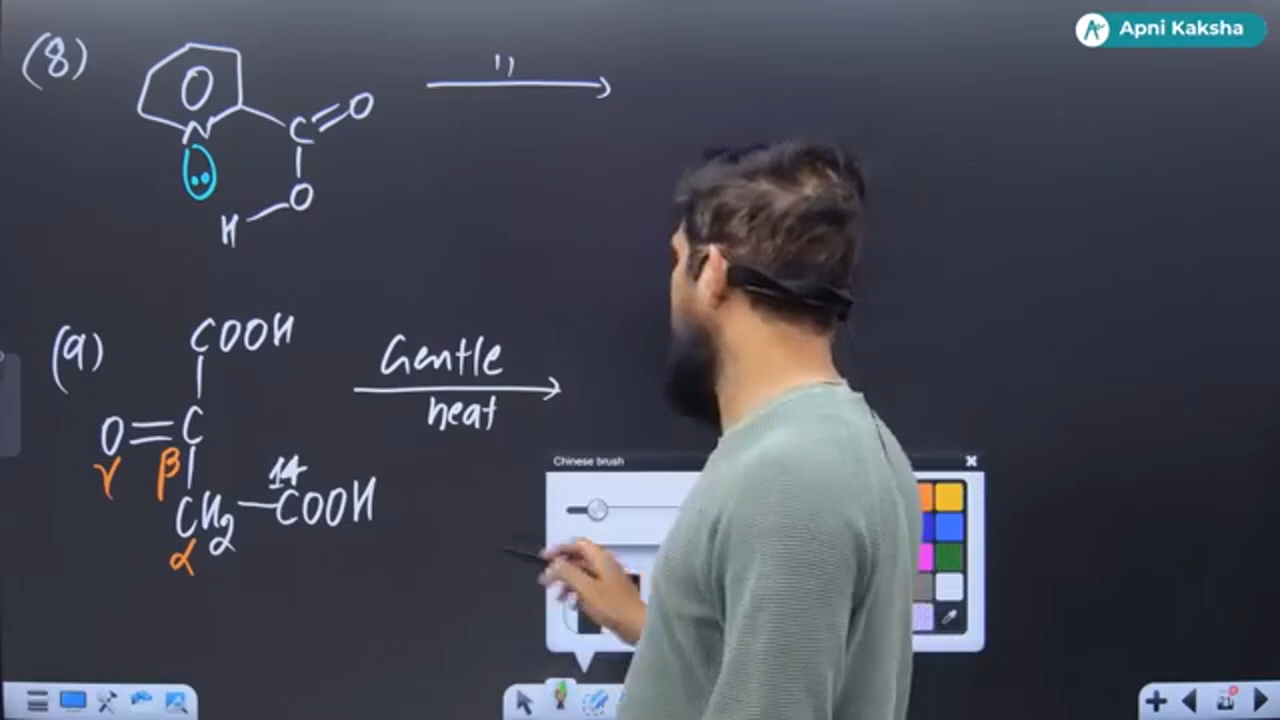 Apni Kaksha
(8)
O
N
C=O
O
H
"
(9)
COOH
O=C
γ β
14
CH2-COOH
α
Gentle
heat
Chinese brush